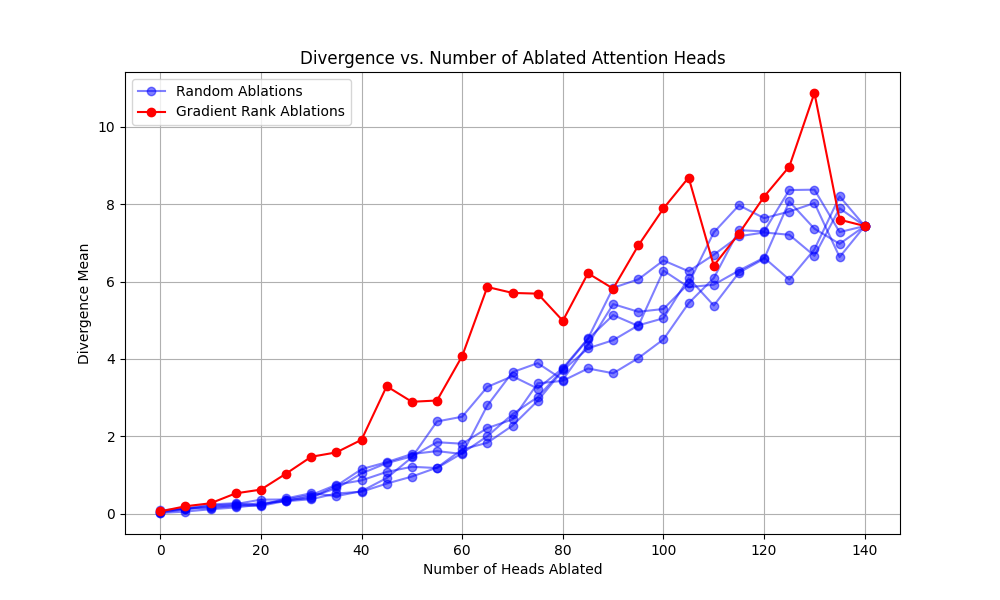 Divergence vs. Number of Ablated Attention Heads
Random Ablations
Gradient Rank Ablations
Divergence Mean
10
8
6
4
2
0
0 20 40 60 80 100 120 140
Number of Heads Ablated